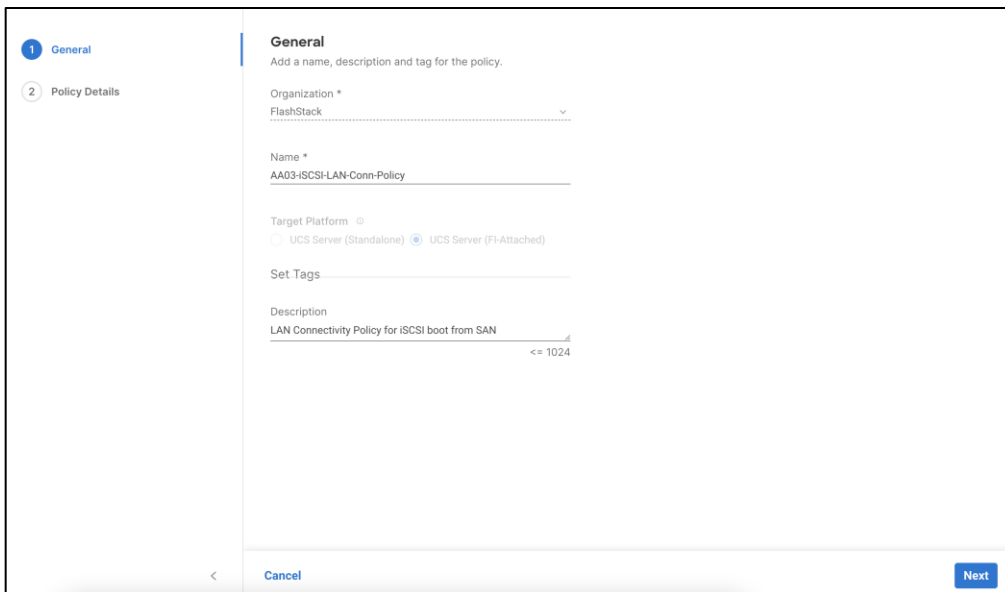 1 General
2 Policy Details
General
Add a name, description and tag for the policy.
Organization *
FlashStack
Name *
AA03-iSCSI-LAN-Conn-Policy
Target Platform
UCS Server (Standalone) UCS Server (FI-Attached)
Set Tags
Description
LAN Connectivity Policy for iSCSI boot from SAN
<= 1024
Cancel
Next